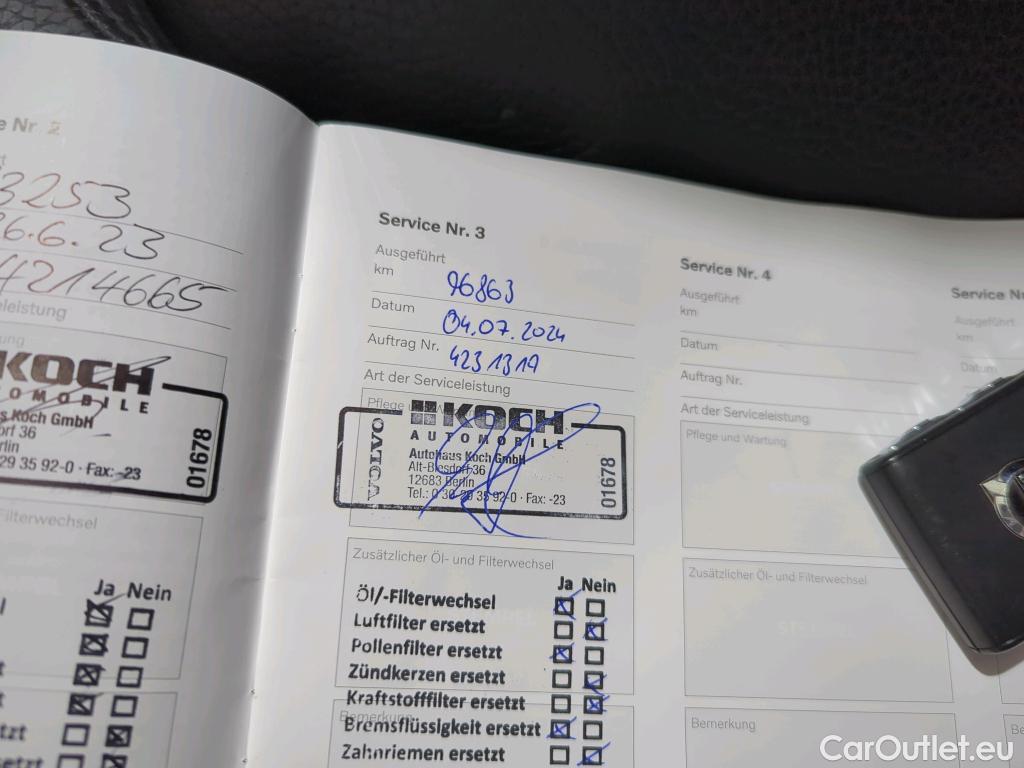 e Nr 2
3253
26.6.23
4214665
eleistung
KOCH
OMOBILE
s Koch GmbH
orf 36
rlin
29 35 92-0 · Fax: -23
01678
Filterwechsel
Ja Nein
Service Nr. 3
Ausgeführt
km
96863
Datum
04.07.2024
Auftrag Nr.
4231319
Art der Serviceleistung
KOCH
AUTOMOBILE
Autohaus Koch GmbH
Alt-Biesdorf 36
12683 Berlin
Tel.: 0 30-29 35 92-0 · Fax: -23
VOLVO
01678
Zusätzlicher Öl- und Filterwechsel
Ja Nein
Öl/-Filterwechsel
Luftfilter ersetzt
Pollenfilter ersetzt
Zündkerzen ersetzt
Kraftstofffilter ersetzt
Bemerkung
Bremsflüssigkeit ersetzt
Zahnriemen ersetzt
Service Nr. 4
Ausgeführt
km
Datum
Auftrag Nr.
Art der Serviceleistung
Pflege und Wartung
Zusätzlicher Öl- und Filterwechsel
Bemerkung
Service Nr
Ausgeführt
km
Datum
CarOutlet.eu